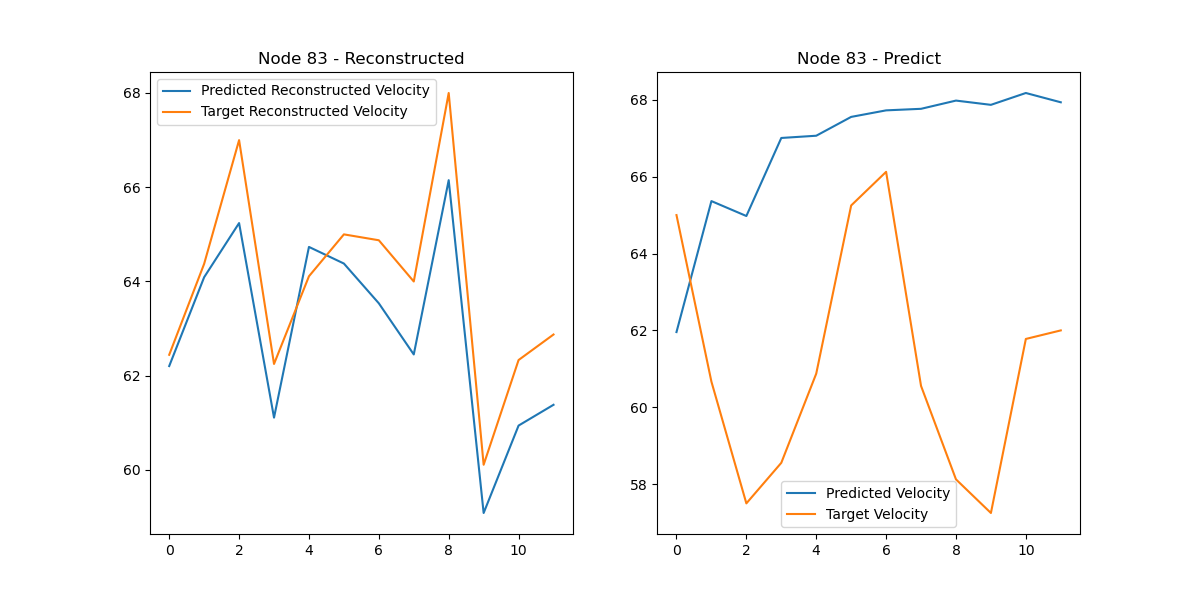 Node 83 - Reconstructed
Predicted Reconstructed Velocity
Target Reconstructed Velocity
68
66
64
62
60
0 2 4 6 8 10
Node 83 - Predict
68
66
64
62
60
58
Predicted Velocity
Target Velocity
0 2 4 6 8 10